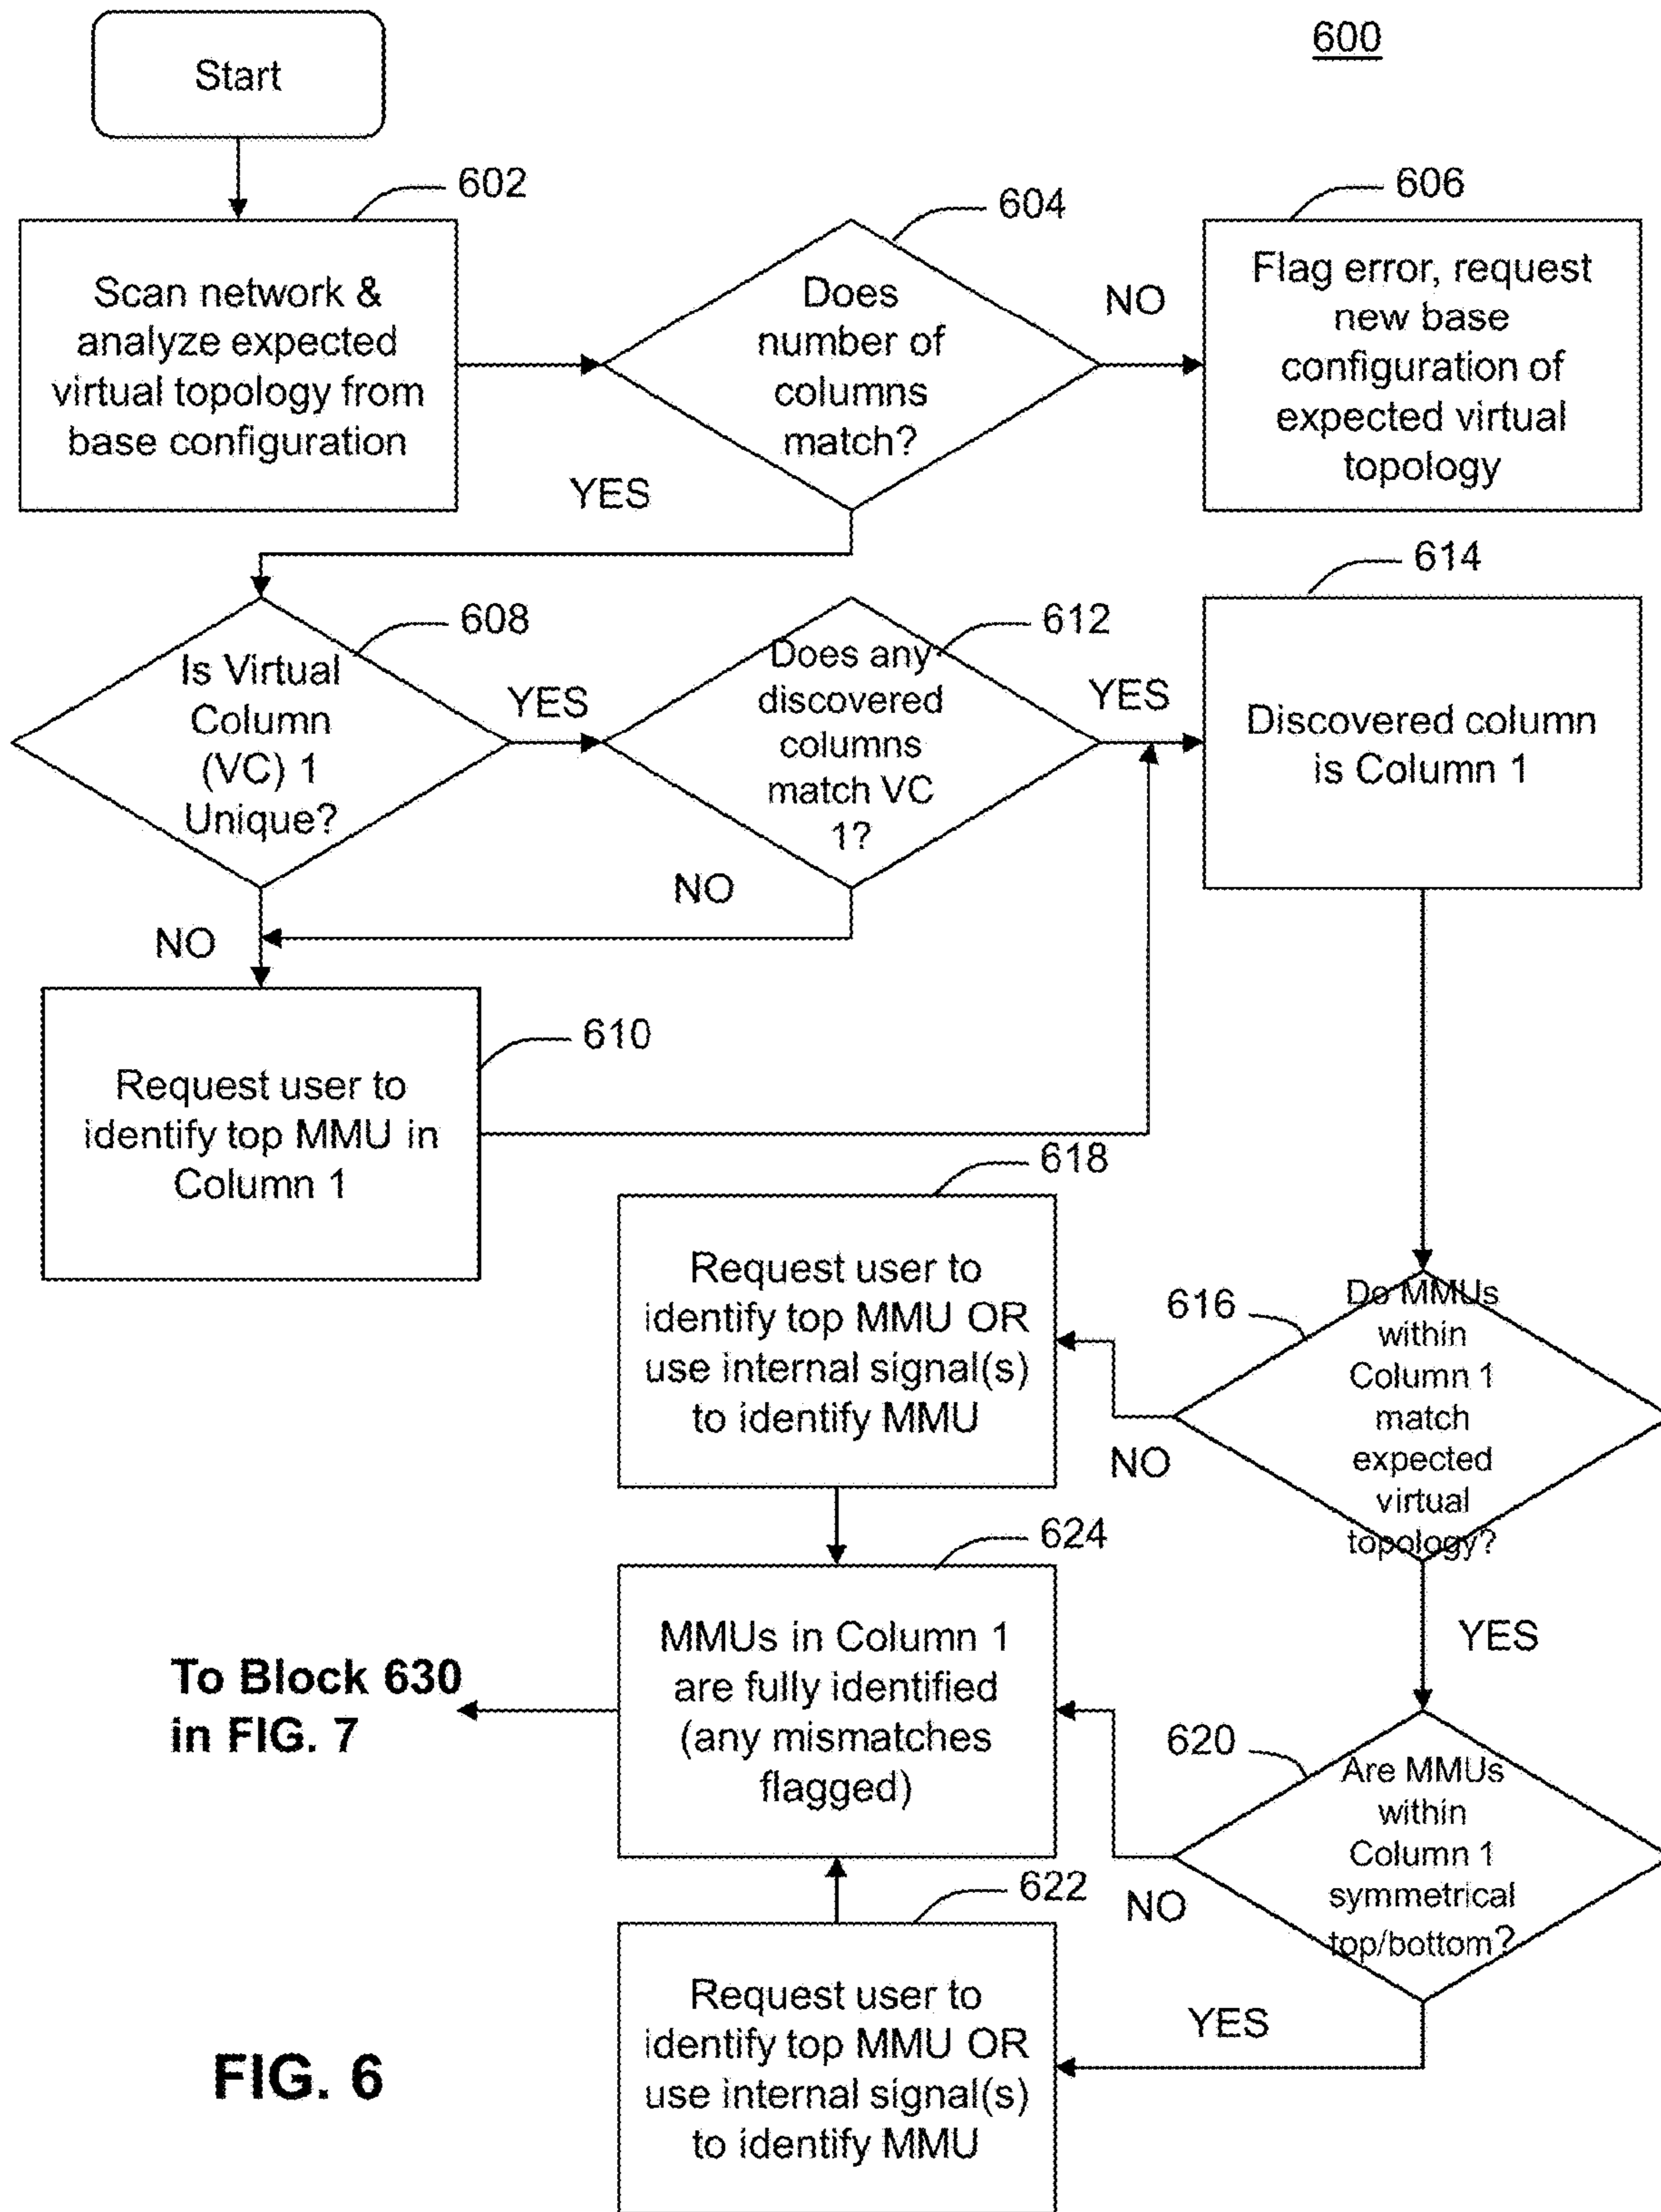 600
Start
602
Scan network &
analyze expected
virtual topology from
base configuration
604
Does
number of
columns
match?
NO
YES
606
Flag error, request
new base
configuration of
expected virtual
topology
608
Is Virtual
Column
(VC) 1
Unique?
YES
NO
612
Does any
discovered
columns
match VC
1?
YES
NO
614
Discovered column
is Column 1
610
Request user to
identify top MMU in
Column 1
616
Do MMUs
within
Column 1
match
expected
virtual
topology?
NO
YES
618
Request user to
identify top MMU OR
use internal signal(s)
to identify MMU
620
Are MMUs
within
Column 1
symmetrical
top/bottom?
NO
YES
624
MMUs in Column 1
are fully identified
(any mismatches
flagged)
To Block 630
in FIG. 7
622
Request user to
identify top MMU OR
use internal signal(s)
to identify MMU
FIG. 6